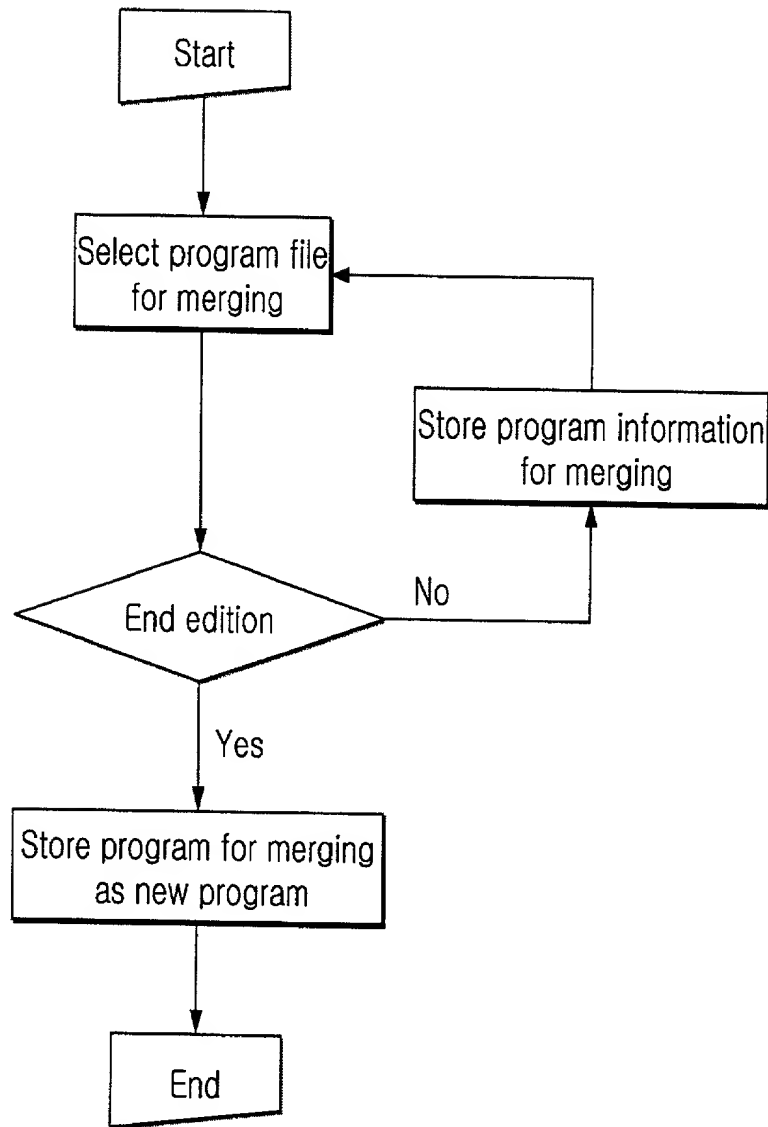 Start
Select program file
for merging
Store program information
for merging
End edition
No
Yes
Store program for merging
as new program
End